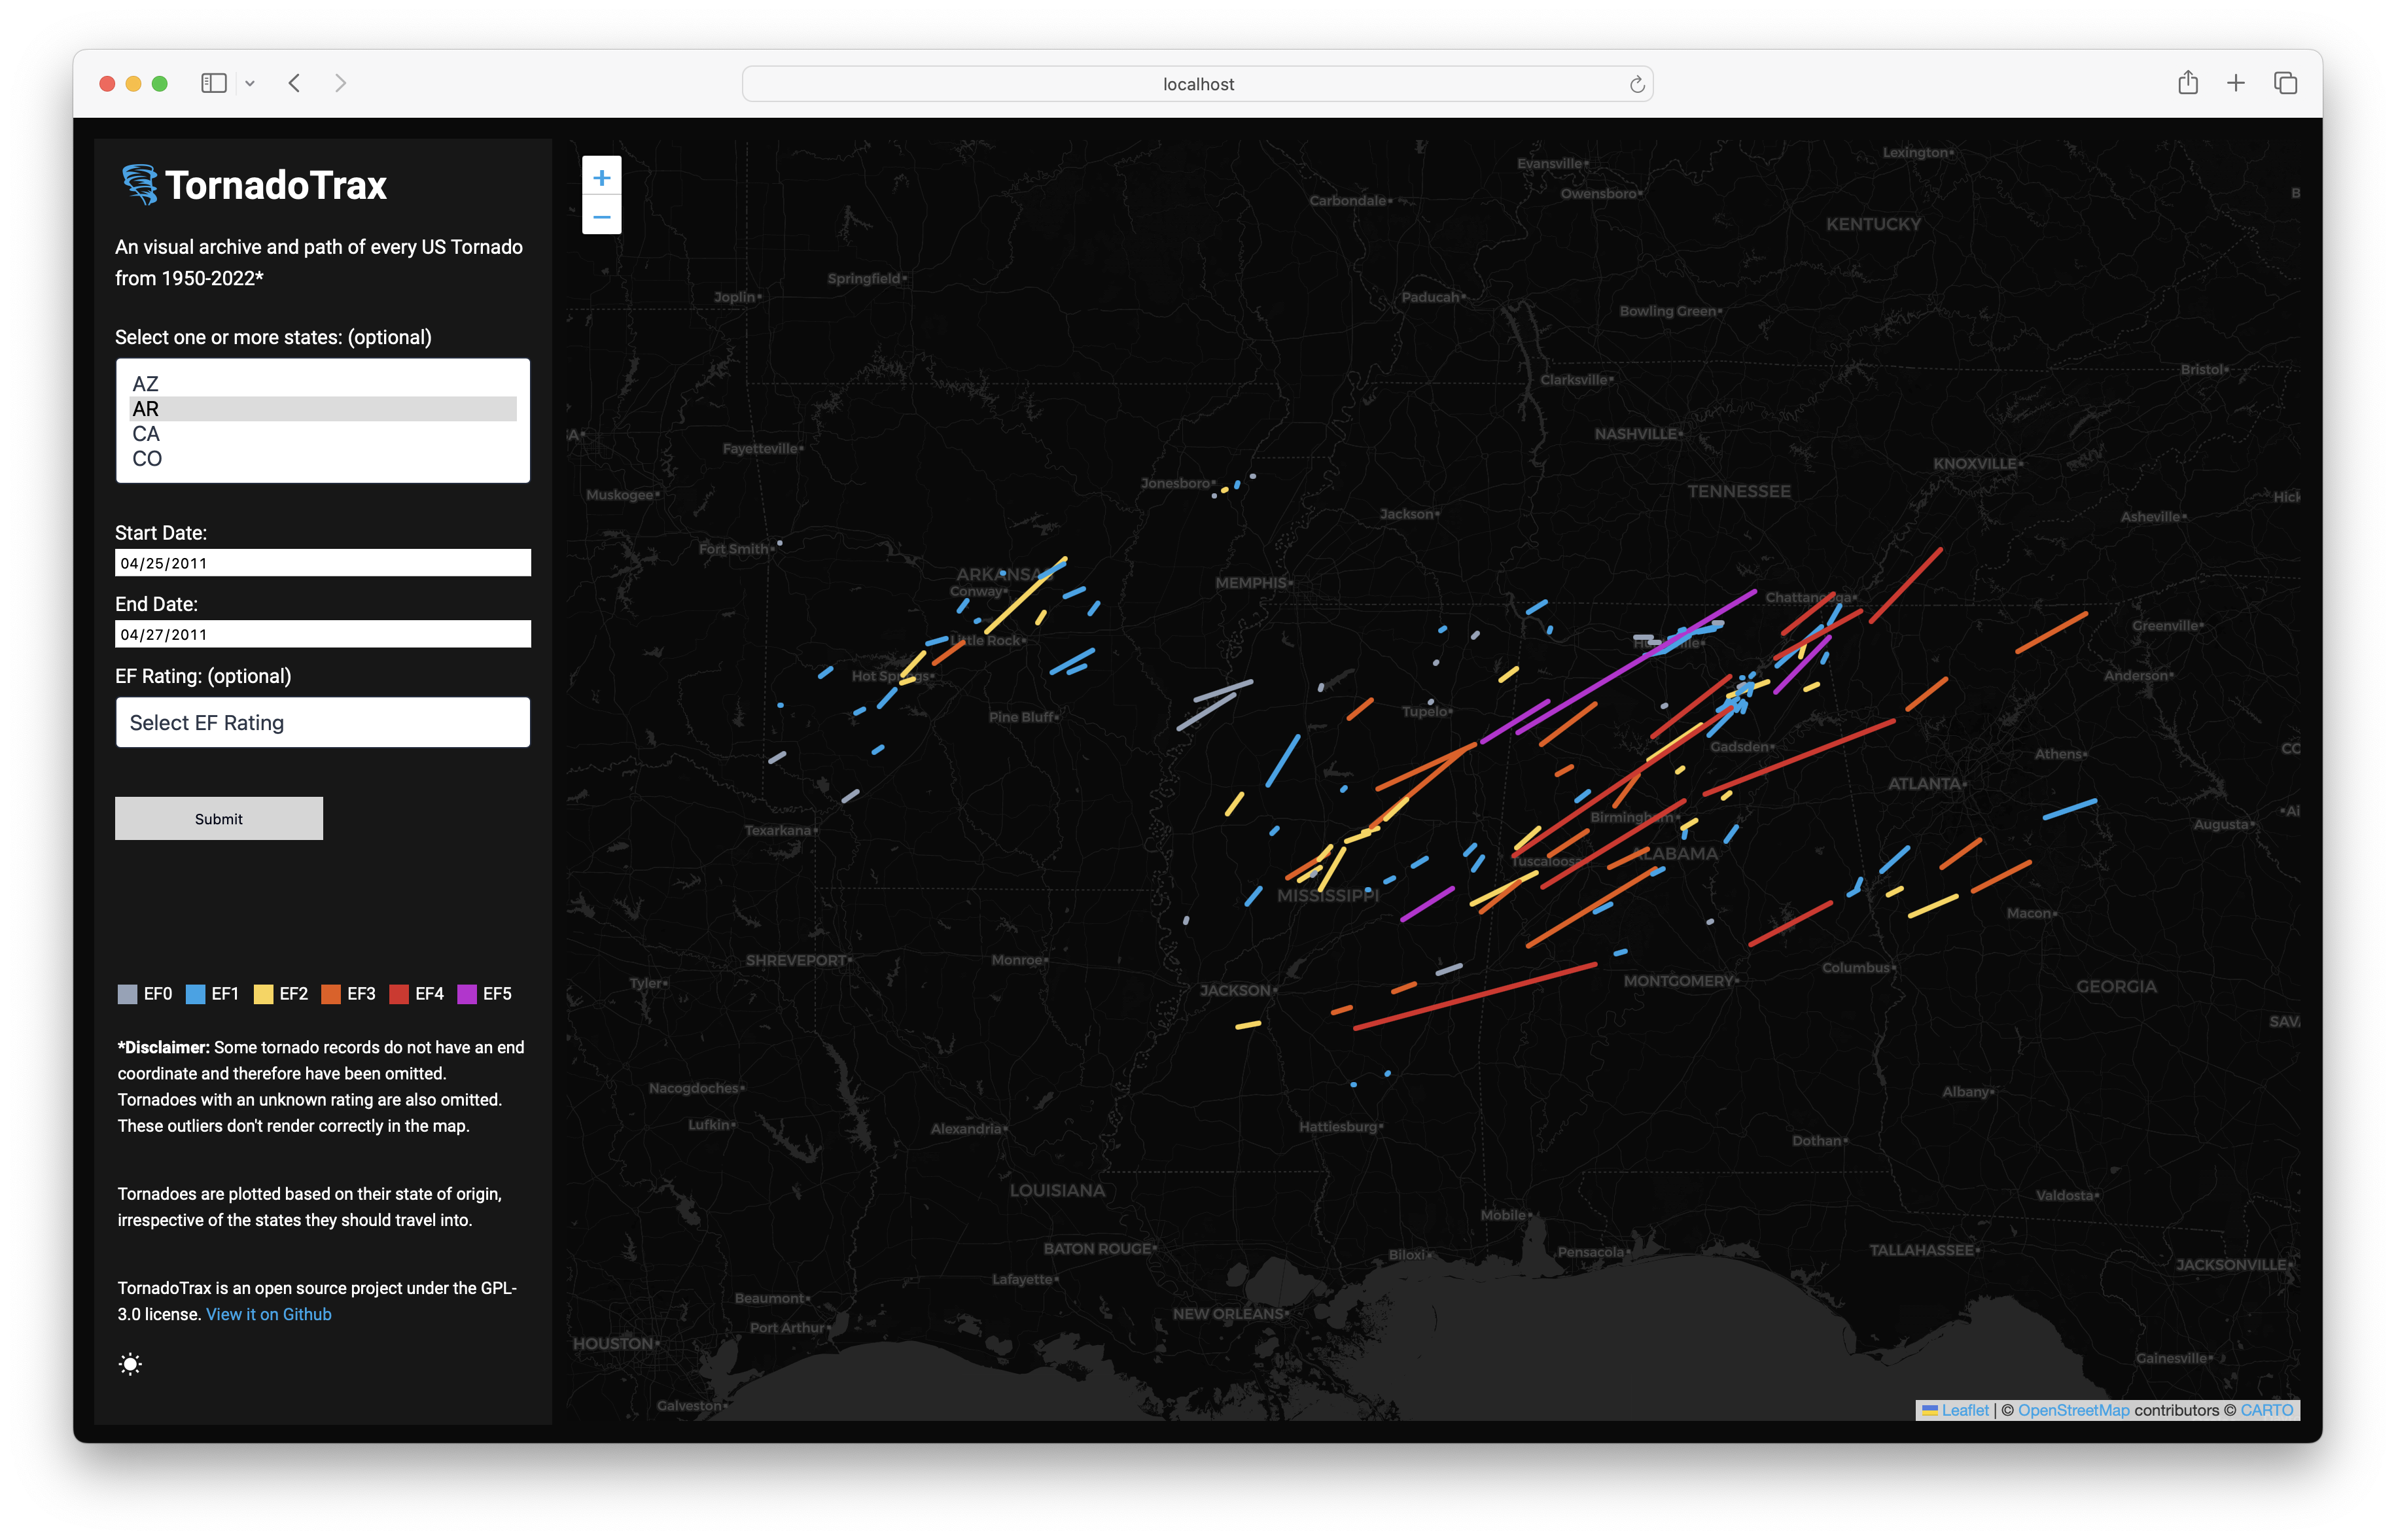 localhost
TornadoTrax
An visual archive and path of every US Tornado
from 1950-2022*
Select one or more states: (optional)
AZ
AR
CA
CO
Start Date:
04/25/2011
End Date:
04/27/2011
EF Rating: (optional)
Select EF Rating
Submit
EF0 EF1 EF2 EF3 EF4 EF5
*Disclaimer: Some tornado records do not have an end
coordinate and therefore have been omitted.
Tornadoes with an unknown rating are also omitted.
These outliers don't render correctly in the map.
Tornadoes are plotted based on their state of origin,
irrespective of the states they should travel into.
TornadoTrax is an open source project under the GPL-
3.0 license. View it on Github
+
−
Lexington
Evansville
Owensboro
Carbondale
KENTUCKY
Springfield
Joplin
Paducah
Bowling Green
Bristol
Clarksville
NASHVILLE
Fayetteville
KNOXVILLE
Jonesboro
TENNESSEE
Muskogee
Hick
Jackson
Asheville
Fort Smith
ARKANSAS
MEMPHIS
Conway
Chattanooga
Greenville
Little Rock
Huntsville
Hot Springs
Anderson
Pine Bluff
Tupelo
Gadsden
Athens
ATLANTA
Birmingham
Texarkana
Augusta
Tuscaloosa
ALABAMA
MISSISSIPPI
Macon
SHREVEPORT
Monroe
Columbus
Tyler
MONTGOMERY
GEORGIA
JACKSON
SAV
Nacogdoches
Albany
Lufkin
Alexandria
Hattiesburg
Dothan
LOUISIANA
Valdosta
Mobile
BATON ROUGE
Biloxi
Pensacola
TALLAHASSEE
JACKSONVILLE
Lafayette
Beaumont
NEW ORLEANS
Port Arthur
HOUSTON
Gainesville
Galveston
Leaflet | © OpenStreetMap contributors © CARTO